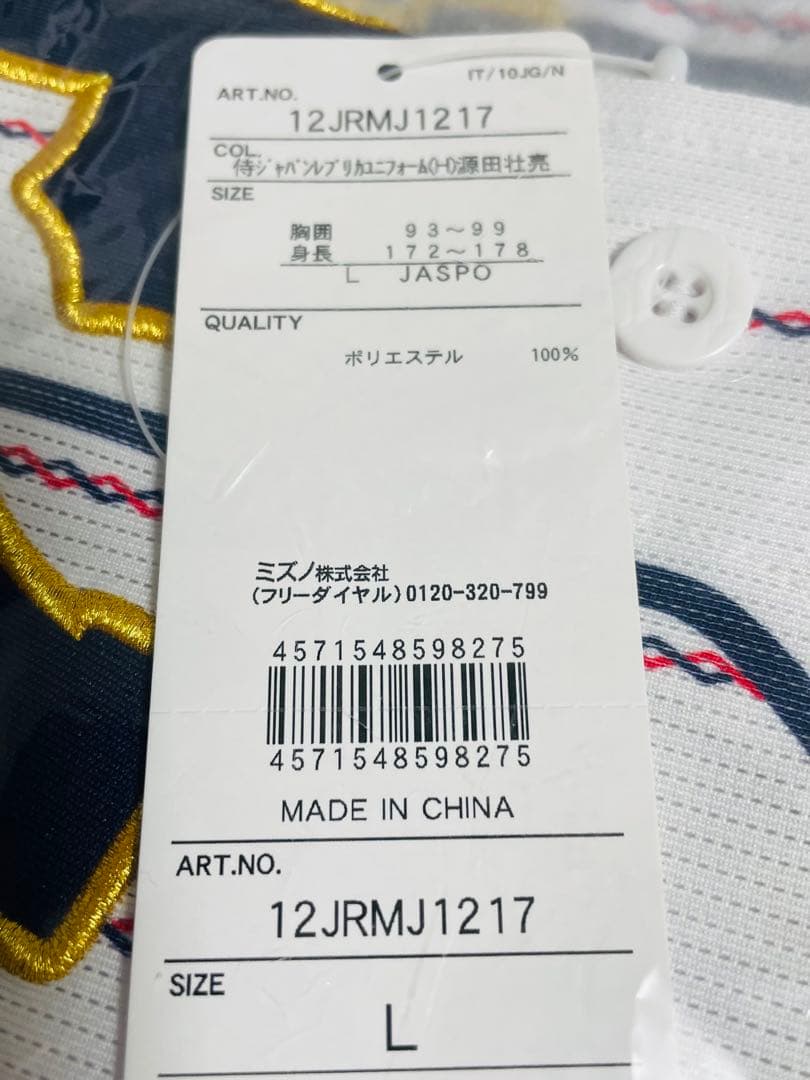 IT/10JG/N
ART.NO.
12JRMJ1217
COL.
侍ジャパンレプリカユニフォーム(H)源田壮亮
SIZE
胸囲 93～99
身長 172～178
L JASPO
QUALITY
ポリエステル 100%
ミズノ株式会社
(フリーダイヤル)0120-320-799
4571548598275
4571548598275
MADE IN CHINA
ART.NO.
12JRMJ1217
SIZE
L